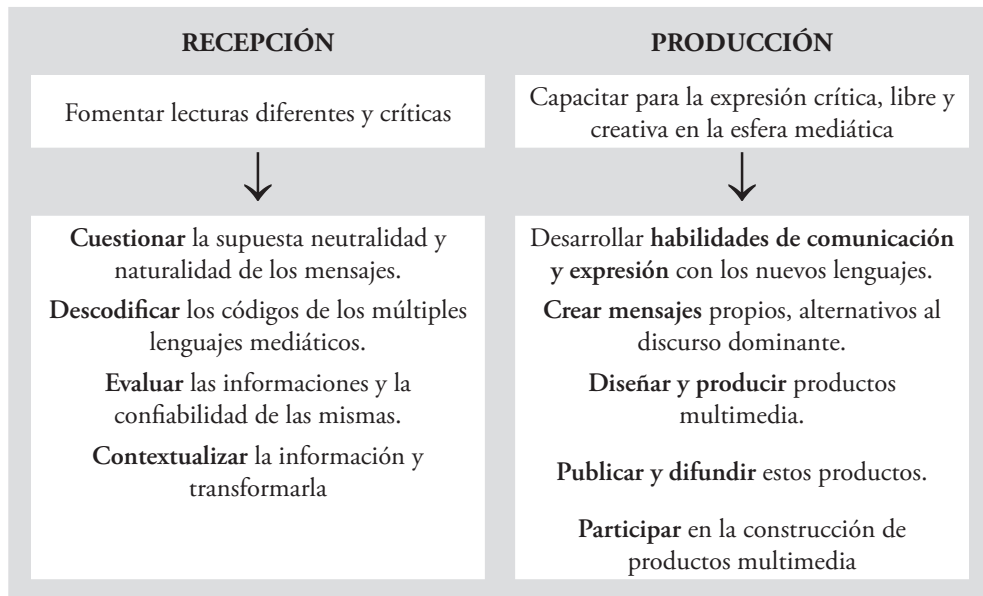 RECEPCIÓN
Fomentar lecturas diferentes y críticas
Cuestionar la supuesta neutralidad y
naturalidad de los mensajes.
Descodificar los códigos de los múltiples
lenguajes mediáticos.
Evaluar las informaciones y la
confiabilidad de las mismas.
Contextualizar la información y
transformarla
PRODUCCIÓN
Capacitar para la expresión crítica, libre y
creativa en la esfera mediática
Desarrollar habilidades de comunicación
y expresión con los nuevos lenguajes.
Crear mensajes propios, alternativos al
discurso dominante.
Diseñar y producir productos
multimedia.
Publicar y difundir estos productos.
Participar en la construcción de
productos multimedia